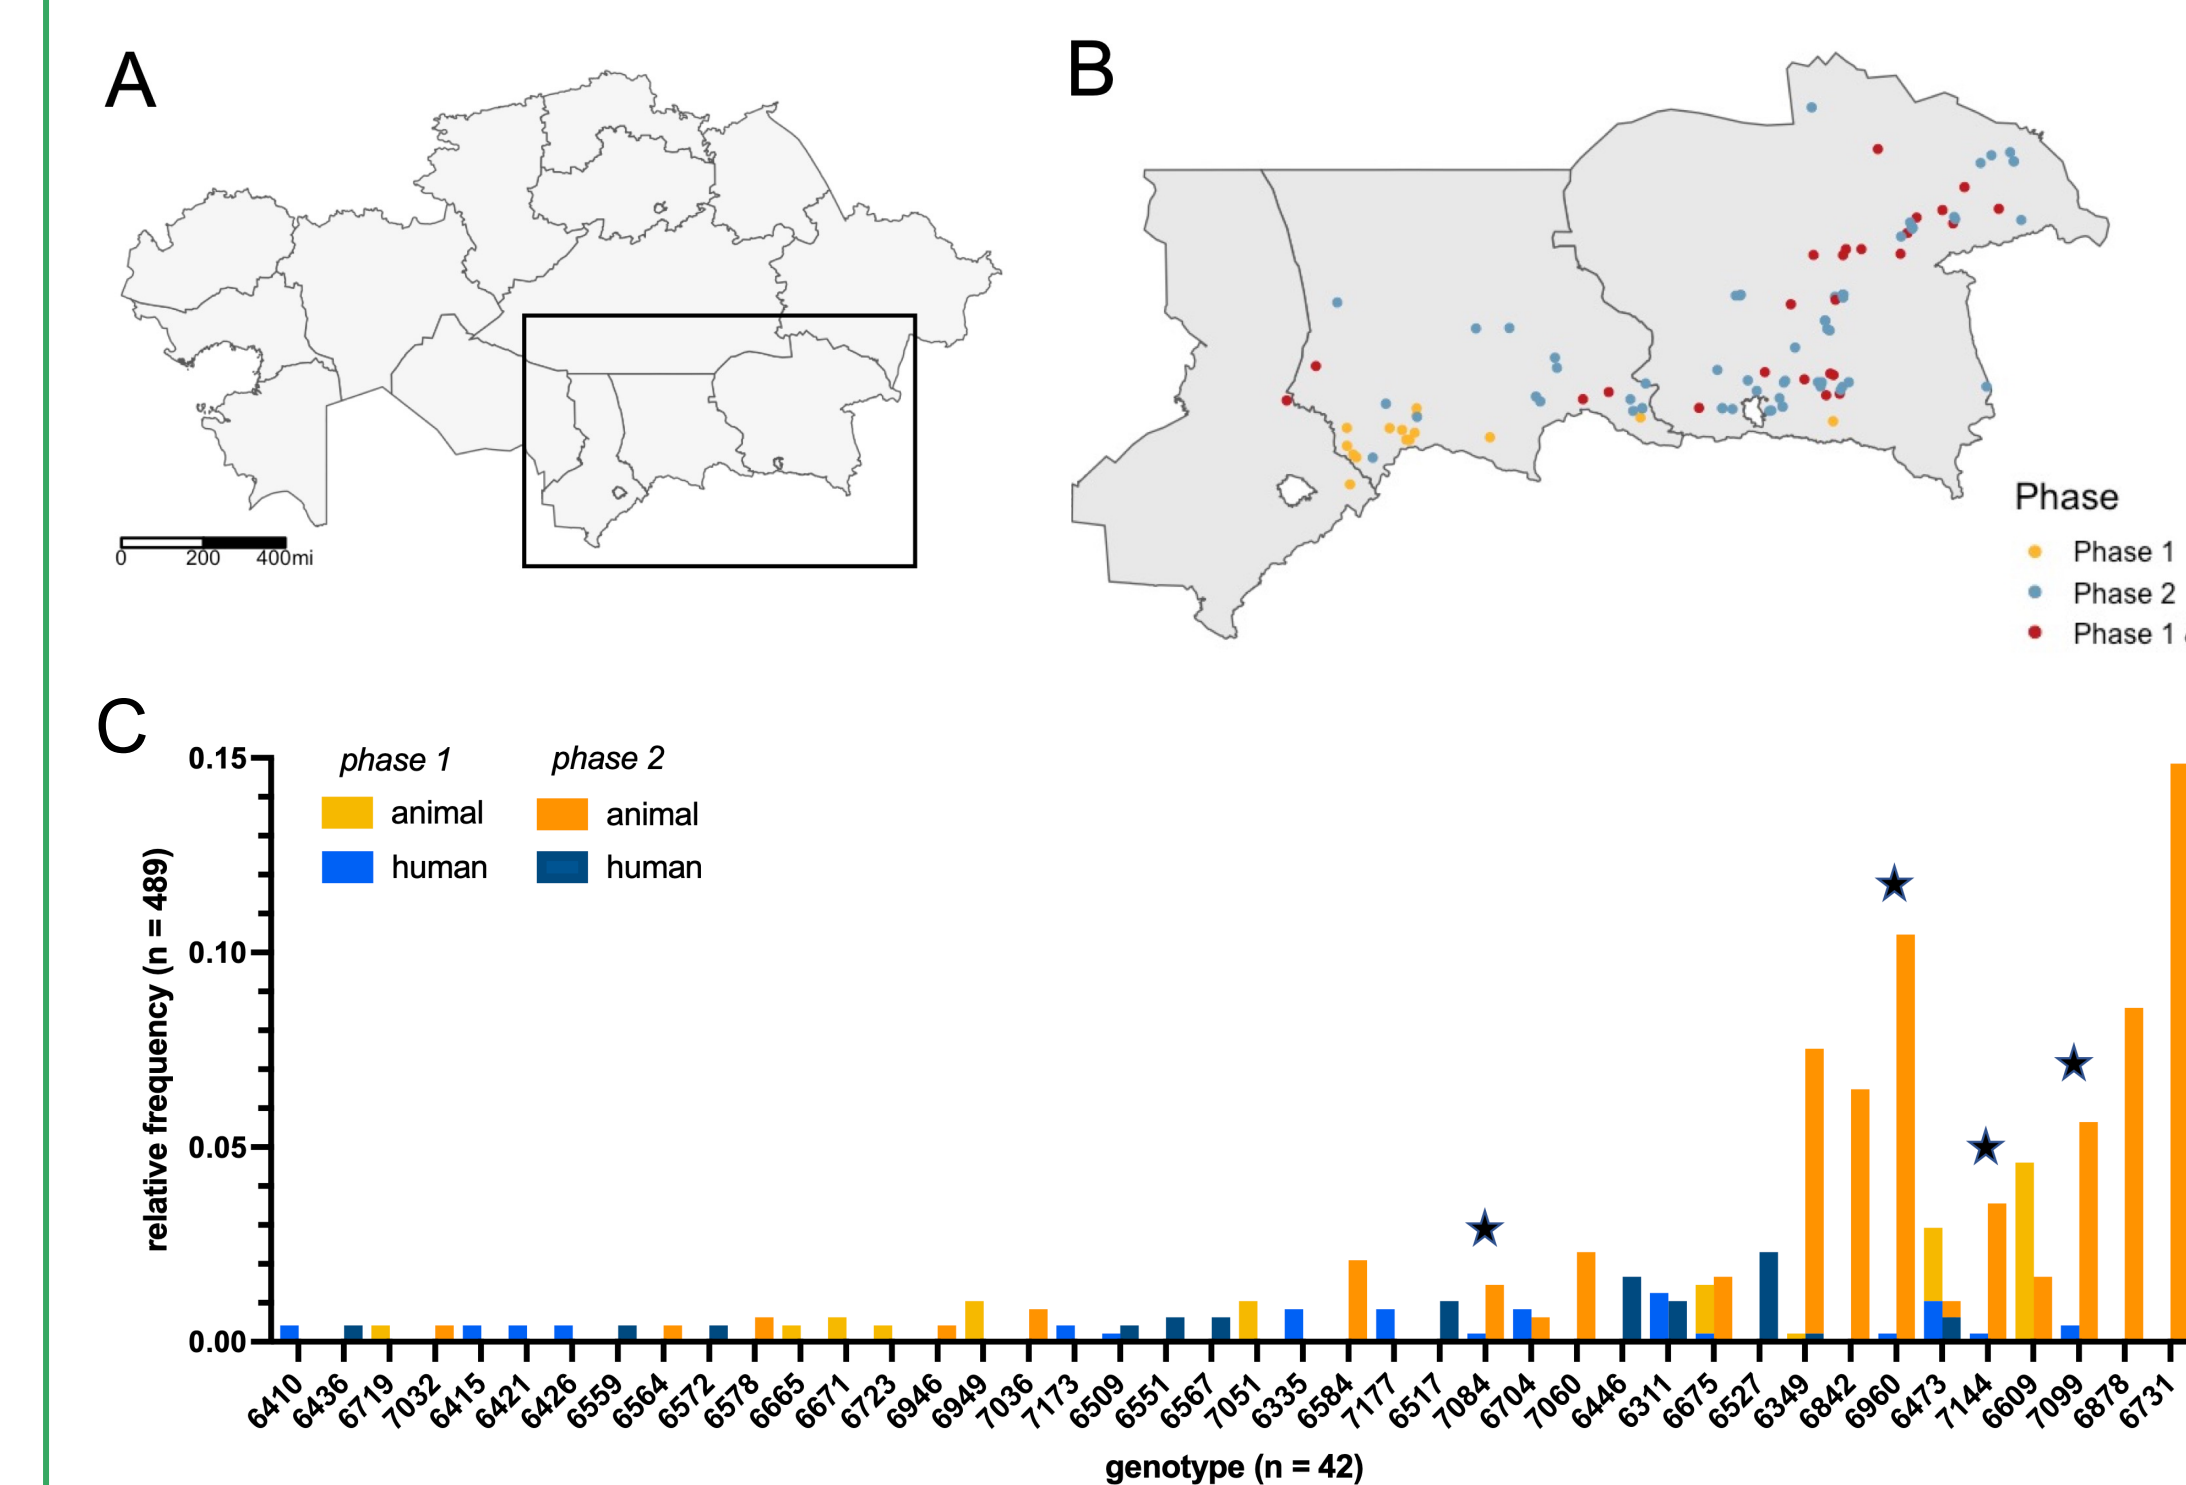 A
B
0 200 400mi
Phase
Phase 1
Phase 2
Phase 1
C
phase 1 phase 2
animal animal
human human
relative frequency (n = 489)
0.15
0.10
0.05
0.00
6410 6436 6719 7032 6415 6421 6426 6559 6564 6572 6578 6665 6671 6723 6946 6949 7036 7173 6509 6551 6567 7051 6335 6584 7177 6517 7084 6704 7060 6446 6311 6675 6527 6349 6842 6960 6473 7144 6609 7099 6878 6731
genotype (n = 42)